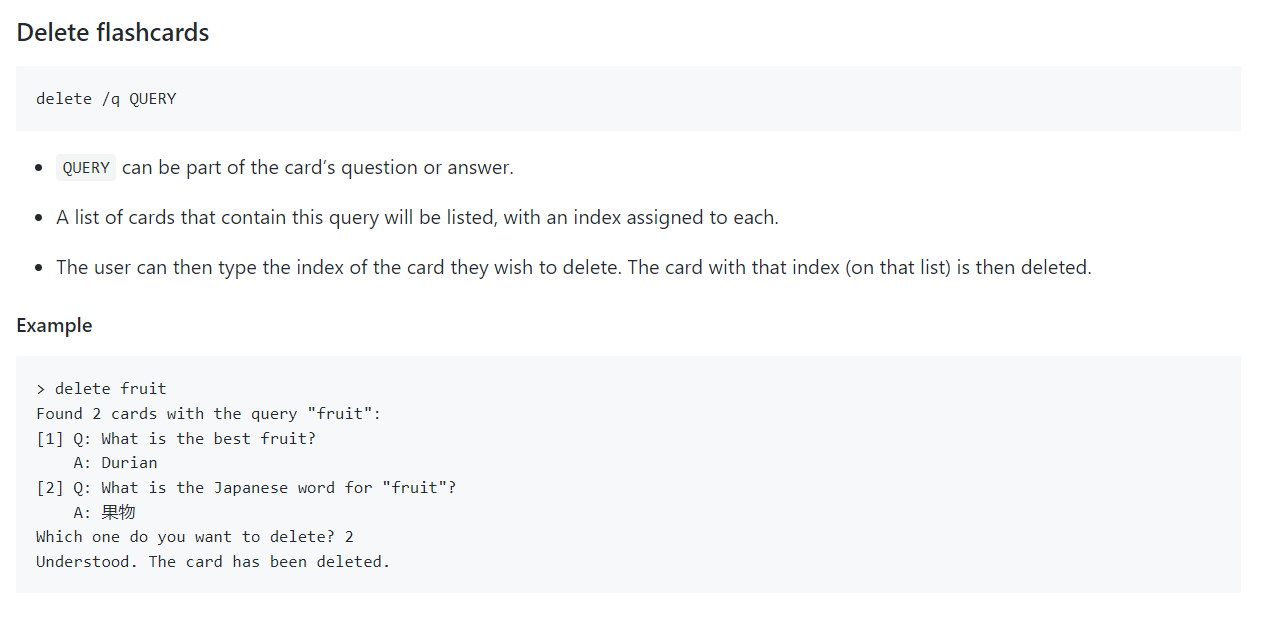 Delete flashcards
delete /q QUERY
QUERY can be part of the card's question or answer.
A list of cards that contain this query will be listed, with an index assigned to each.
The user can then type the index of the card they wish to delete. The card with that index (on that list) is then deleted.
Example
> delete fruit
Found 2 cards with the query "fruit":
[1] Q: What is the best fruit?
A: Durian
[2] Q: What is the Japanese word for "fruit"?
A: 果物
Which one do you want to delete? 2
Understood. The card has been deleted.